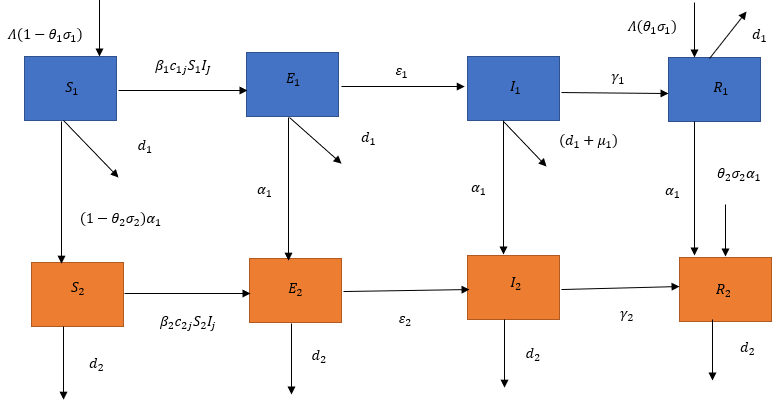 Λ(1 − θ₁σ₁)
Λ(θ₁σ₁)
d₁
S₁
β₁c₁ⱼS₁I_J
E₁
ε₁
I₁
γ₁
R₁
d₁
d₁
(d₁ + μ₁)
(1 − θ₂σ₂)α₁
α₁
α₁
α₁
θ₂σ₂α₁
S₂
β₂c₂ⱼS₂Iⱼ
E₂
ε₂
I₂
γ₂
R₂
d₂
d₂
d₂
d₂